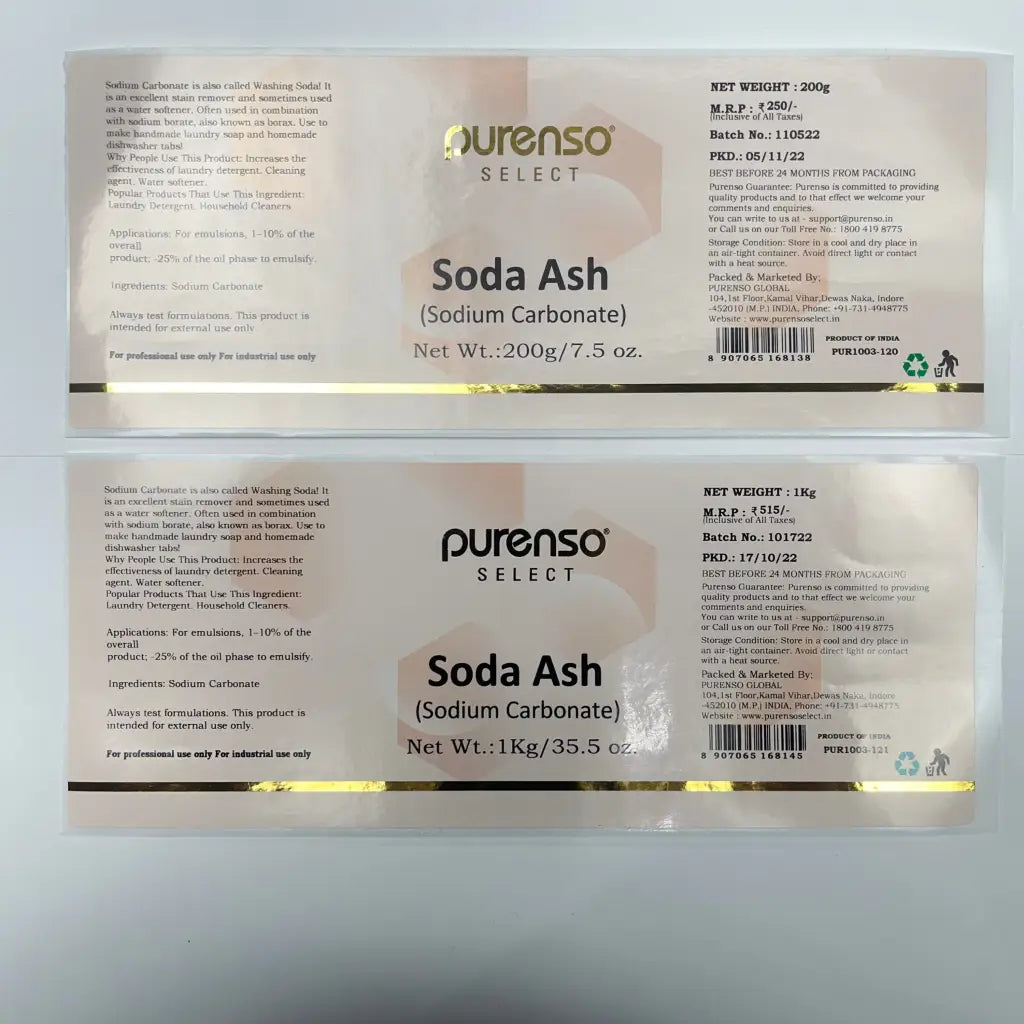 Sodium Carbonate is also called Washing Soda! It
is an excellent stain remover and sometimes used
as a water softener. Often used in combination
with sodium borate, also known as borax. Use to
make handmade laundry soap and homemade
dishwasher tabs!
Why People Use This Product: Increases the
effectiveness of laundry detergent. Cleaning
agent. Water softener.
Popular Products That Use This Ingredient:
Laundry Detergent. Household Cleaners
Applications: For emulsions, 1-10% of the
overall
product; -25% of the oil phase to emulsify.
Ingredients: Sodium Carbonate
Always test formulations. This product is
intended for external use only
For professional use only For industrial use only
purenso®
SELECT
Soda Ash
(Sodium Carbonate)
Net Wt.:200g/7.5 oz.
NET WEIGHT : 200g
M.R.P : ₹250/-
(Inclusive of All Taxes)
Batch No.: 110522
PKD.: 05/11/22
BEST BEFORE 24 MONTHS FROM PACKAGING
Purenso Guarantee: Purenso is committed to providing
quality products and to that effect we welcome your
comments and enquiries.
You can write to us at - support@purenso.in
or Call us on our Toll Free No.: 1800 419 8775
Storage Condition: Store in a cool and dry place in
an air-tight container. Avoid direct light or contact
with a heat source.
Packed & Marketed By:
PURENSO GLOBAL
104,1st Floor,Kamal Vihar,Dewas Naka, Indore
-452010 (M.P.) INDIA, Phone: +91-731-4948775
Website : www.purensoselect.in
8 907065 168138
PRODUCT OF INDIA
PUR1003-120
Sodium Carbonate is also called Washing Soda! It
is an excellent stain remover and sometimes used
as a water softener. Often used in combination
with sodium borate, also known as borax. Use to
make handmade laundry soap and homemade
dishwasher tabs!
Why People Use This Product: Increases the
effectiveness of laundry detergent. Cleaning
agent. Water softener.
Popular Products That Use This Ingredient:
Laundry Detergent. Household Cleaners.
Applications: For emulsions, 1-10% of the
overall
product; -25% of the oil phase to emulsify.
Ingredients: Sodium Carbonate
Always test formulations. This product is
intended for external use only.
For professional use only For industrial use only
purenso®
SELECT
Soda Ash
(Sodium Carbonate)
Net Wt.:1Kg/35.5 oz.
NET WEIGHT : 1Kg
M.R.P : ₹515/-
(Inclusive of All Taxes)
Batch No.: 101722
PKD.: 17/10/22
BEST BEFORE 24 MONTHS FROM PACKAGING
Purenso Guarantee: Purenso is committed to providing
quality products and to that effect we welcome your
comments and enquiries.
You can write to us at - support@purenso.in
or Call us on our Toll Free No.: 1800 419 8775
Storage Condition: Store in a cool and dry place in
an air-tight container. Avoid direct light or contact
with a heat source.
Packed & Marketed By:
PURENSO GLOBAL
104,1st Floor,Kamal Vihar,Dewas Naka, Indore
-452010 (M.P.) INDIA, Phone: +91-731-4948775
Website : www.purensoselect.in
8 907065 168145
PRODUCT OF INDIA
PUR1003-121